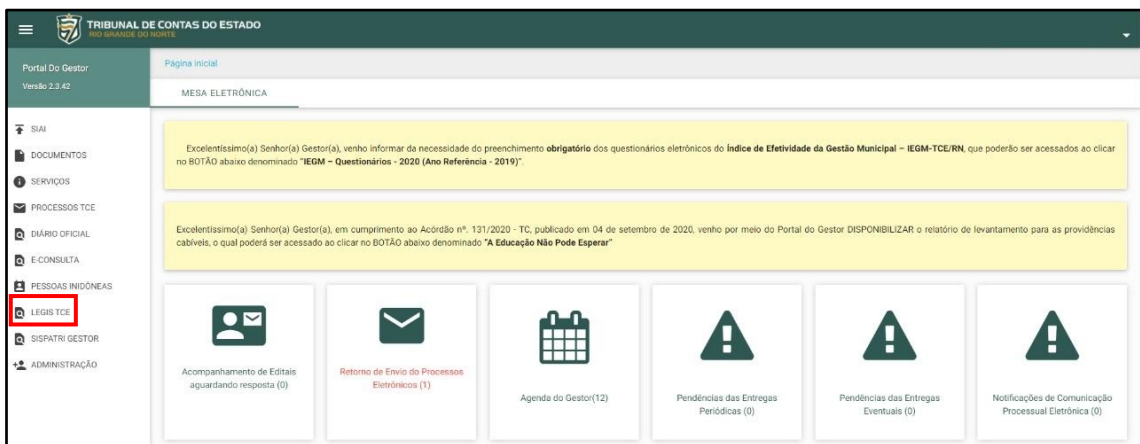 TRIBUNAL DE CONTAS DO ESTADO
RIO GRANDE DO NORTE
Portal Do Gestor
Versão 2.3.42
SIAI
DOCUMENTOS
SERVIÇOS
PROCESSOS TCE
DIÁRIO OFICIAL
E-CONSULTA
PESSOAS INIDÔNEAS
LEGIS TCE
SISPATRI GESTOR
ADMINISTRAÇÃO
Página inicial
MESA ELETRÔNICA
Excelentíssimo(a) Senhor(a) Gestor(a), venho informar da necessidade do preenchimento obrigatório dos questionários eletrônicos do Índice de Efetividade da Gestão Municipal – IEGM-TCE/RN, que poderão ser acessados ao clicar
no BOTÃO abaixo denominado "IEGM – Questionários - 2020 (Ano Referência - 2019)".
Excelentíssimo(a) Senhor(a) Gestor(a), em cumprimento ao Acórdão nº. 131/2020 - TC, publicado em 04 de setembro de 2020, venho por meio do Portal do Gestor DISPONIBILIZAR o relatório de levantamento para as providências
cabíveis, o qual poderá ser acessado ao clicar no BOTÃO abaixo denominado "A Educação Não Pode Esperar"
Acompanhamento de Editais
aguardando resposta (0)
Retorno de Envio do Processos
Eletrônicos (1)
Agenda do Gestor(12)
Pendências das Entregas
Periódicas (0)
Pendências das Entregas
Eventuais (0)
Notificações de Comunicação
Processual Eletrônica (0)